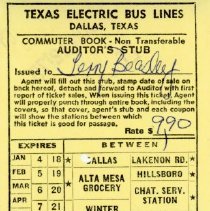 TEXAS ELECTRIC BUS LINES
DALLAS, TEXAS
COMMUTER BOOK - Non Transferable
AUDITOR'S STUB
Issued to
Agent will fill out this stub, stamp date of sale on
back hereof, detach and forward to Auditor with first
report of ticket sales. When issuing this ticket, Agent
will properly punch through entire book, including the
covers, so that cover, agent's stub and each coupon
will show the stations between which
this ticket is good for passage.
Rate $ 9.90
EXPIRES BETWEEN
JAN 4 18 DALLAS LAKENON RD.
FEB 5 19 ALTA MESA GROCERY HILLSBORO
MAR 6 20 CHAT. SERV. STATION
APR 7 21 WINTER